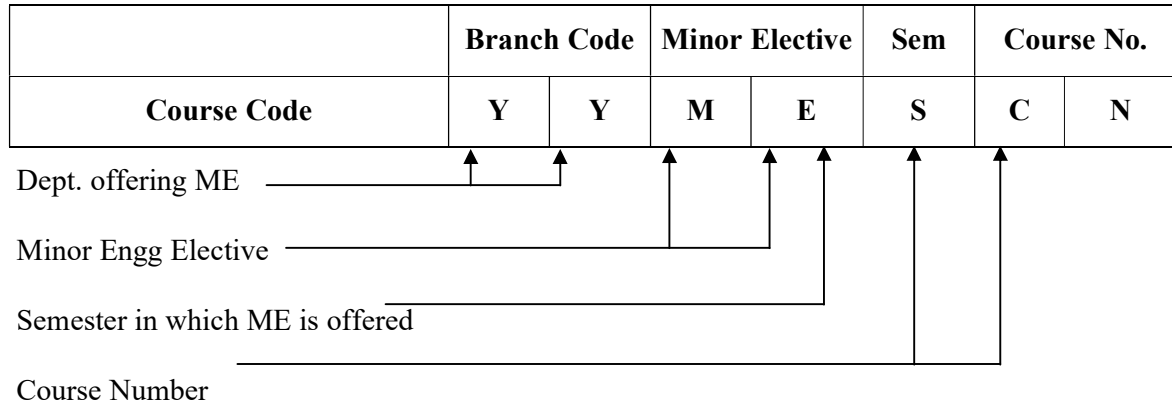 Branch Code Minor Elective Sem Course No.
Course Code Y Y M E S C N
Dept. offering ME
Minor Engg Elective
Semester in which ME is offered
Course Number